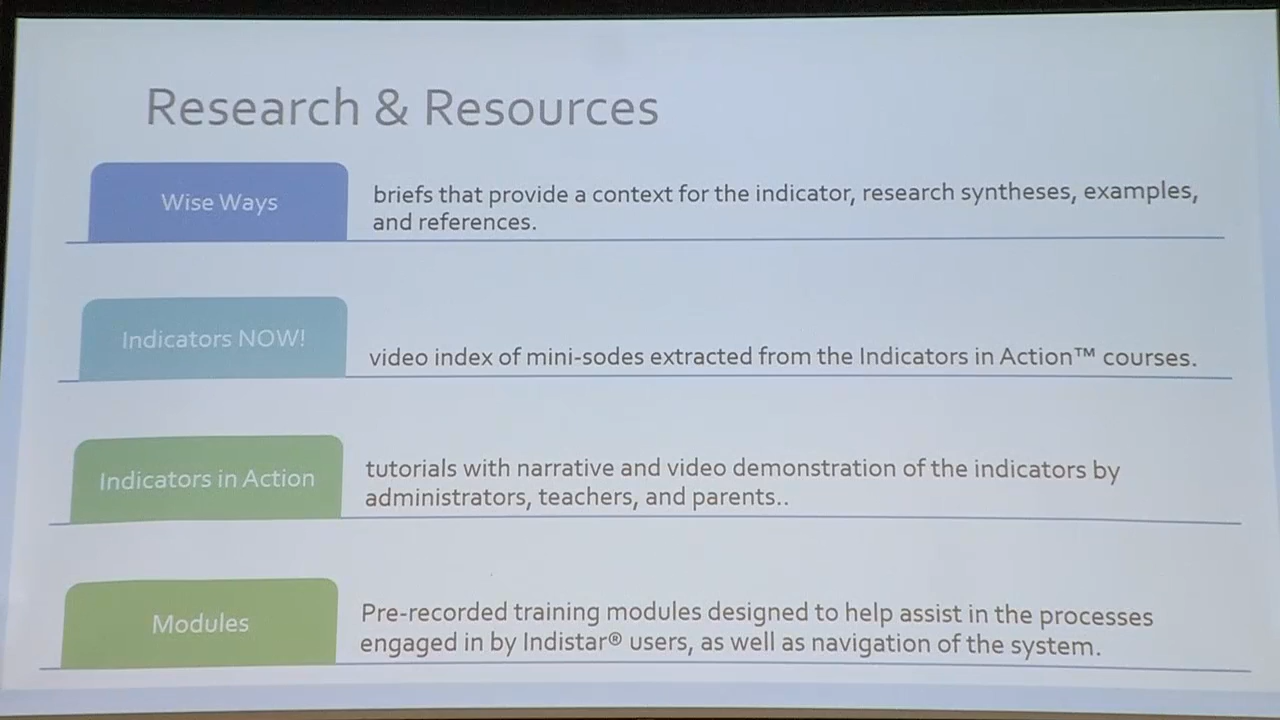 Research & Resources
Wise Ways
briefs that provide a context for the indicator, research syntheses, examples,
and references.
Indicators NOW!
video index of mini-sodes extracted from the Indicators in Action™ courses.
Indicators in Action
tutorials with narrative and video demonstration of the indicators by
administrators, teachers, and parents..
Modules
Pre-recorded training modules designed to help assist in the processes
engaged in by Indistar® users, as well as navigation of the system.